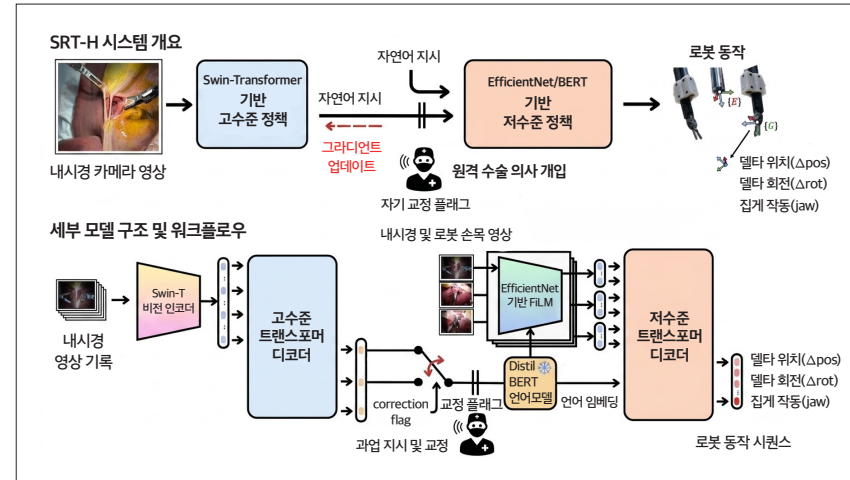 SRT-H 시스템 개요
내시경 카메라 영상
Swin-Transformer
기반
고수준 정책
자연어 지시
자연어 지시
그라디언트
업데이트
자기 교정 플래그
원격 수술 의사 개입
EfficientNet/BERT
기반
저수준 정책
로봇 동작
{E}
{G}
델타 위치(△pos)
델타 회전(△rot)
집게 작동(jaw)
세부 모델 구조 및 워크플로우
내시경
영상 기록
Swin-T
비전 인코더
고수준
트랜스포머
디코더
correction
flag
교정 플래그
과업 지시 및 교정
내시경 및 로봇 손목 영상
EfficientNet
기반 FiLM
Distil
BERT
언어모델
언어 임베딩
저수준
트랜스포머
디코더
델타 위치(△pos)
델타 회전(△rot)
집게 작동(jaw)
로봇 동작 시퀀스